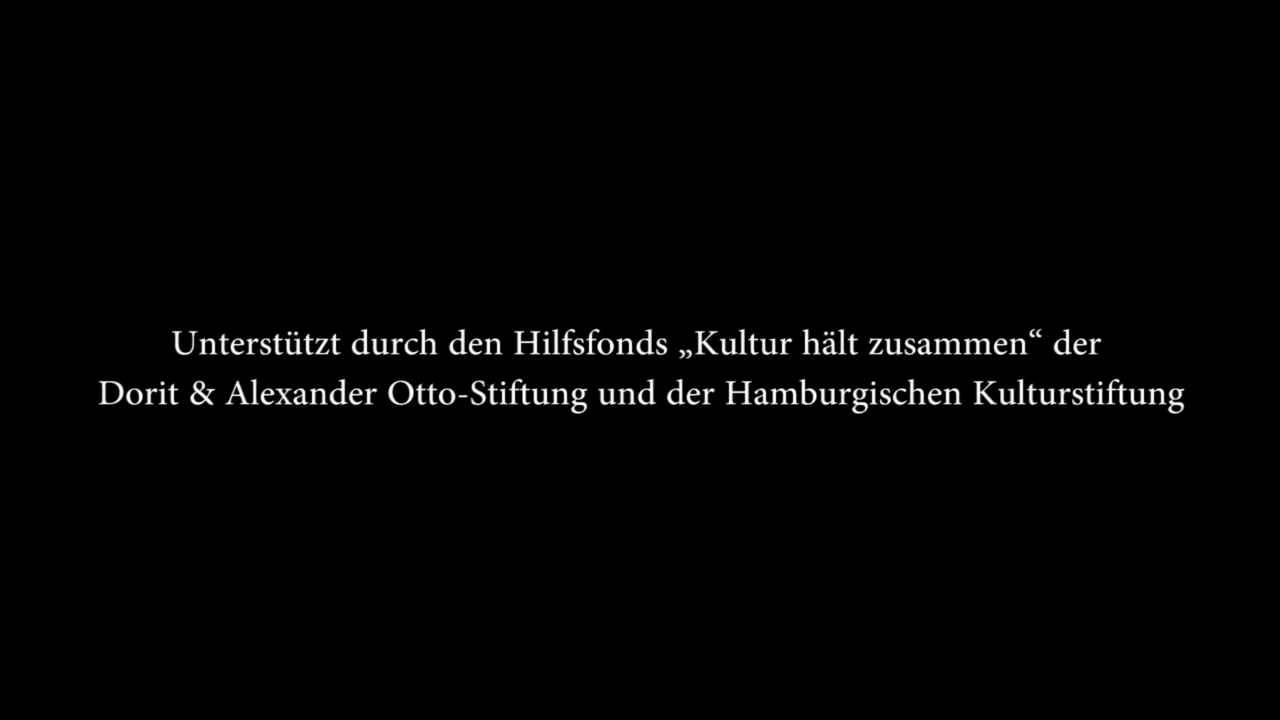 Unterstützt durch den Hilfsfonds „Kultur hält zusammen“ der
Dorit & Alexander Otto-Stiftung und der Hamburgischen Kulturstiftung